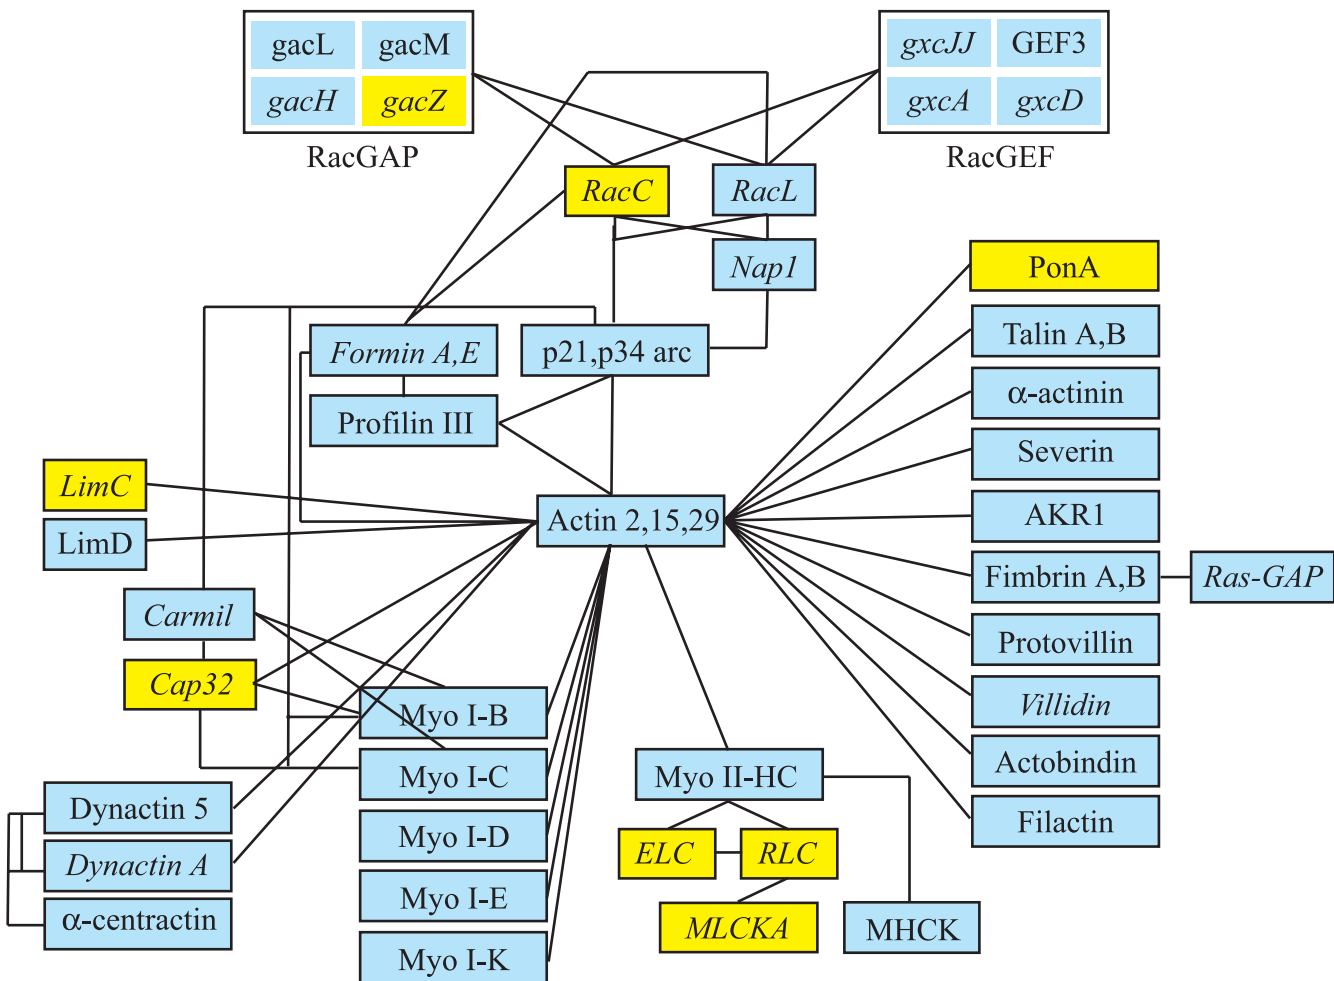 gacL gacM
gacH gacZ
RacGAP
gxcJJ GEF3
gxcA gxcD
RacGEF
RacC
RacL
Nap1
PonA
Formin A,E
p21,p34 arc
Talin A,B
Profilin III
α-actinin
Severin
LimC
Actin 2,15,29
AKR1
LimD
Fimbrin A,B
Ras-GAP
Carmil
Protovillin
Cap32
Villidin
Myo I-B
Myo I-C
Myo II-HC
Actobindin
Dynactin 5
Myo I-D
Filactin
Dynactin A
ELC
RLC
Myo I-E
α-centractin
MLCKA
MHCK
Myo I-K